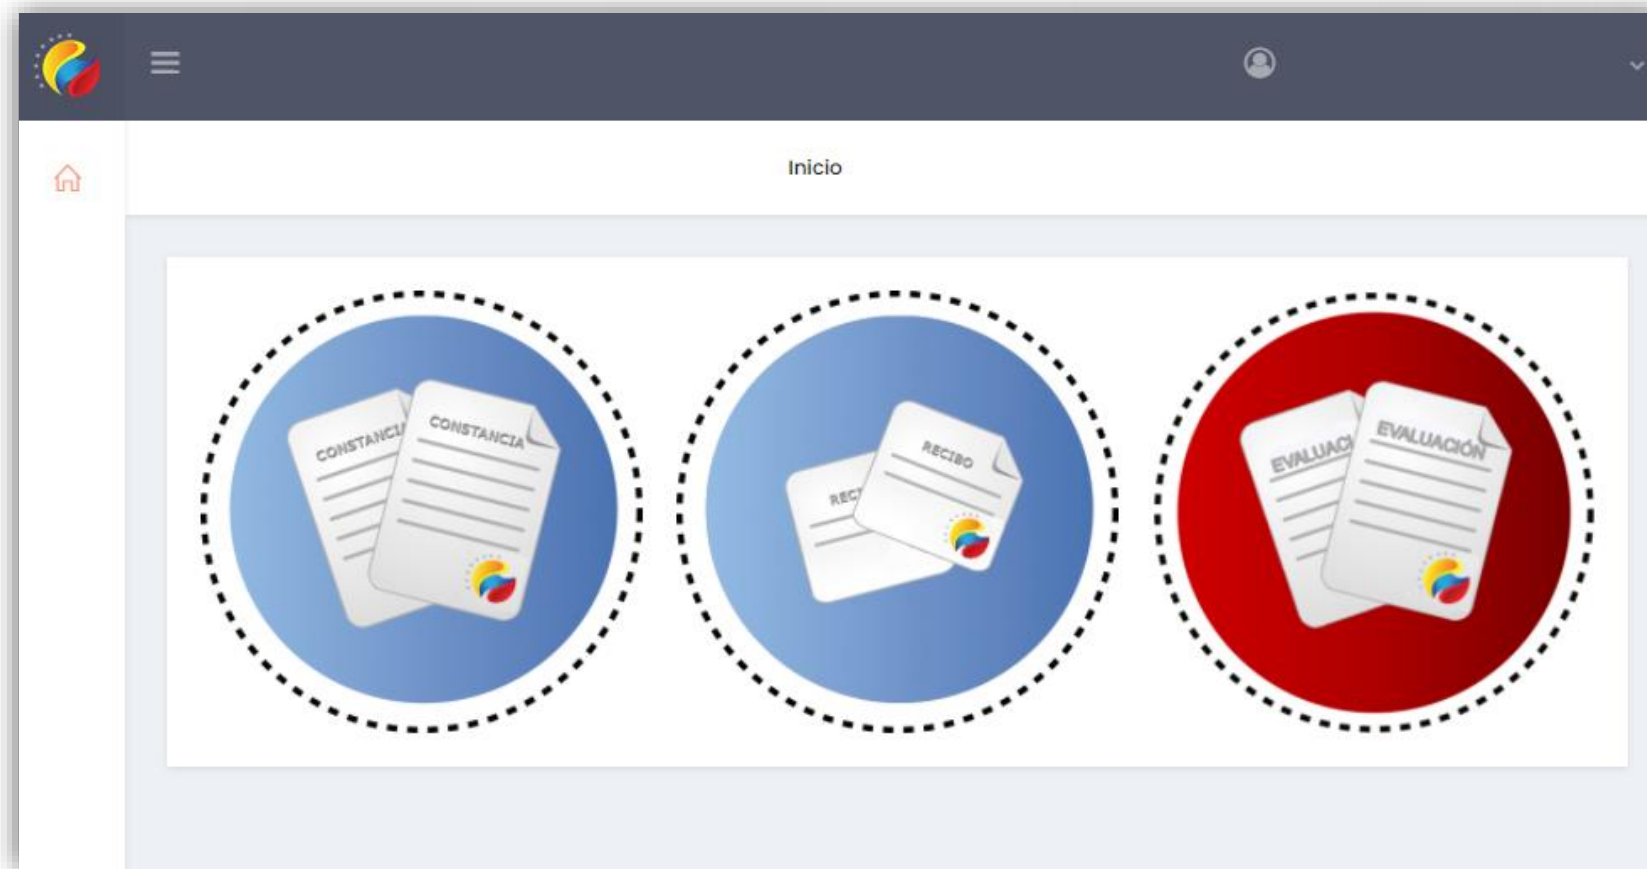 Inicio
CONSTANCIA
CONSTANCIA
RECIBO
EVALUACIÓN